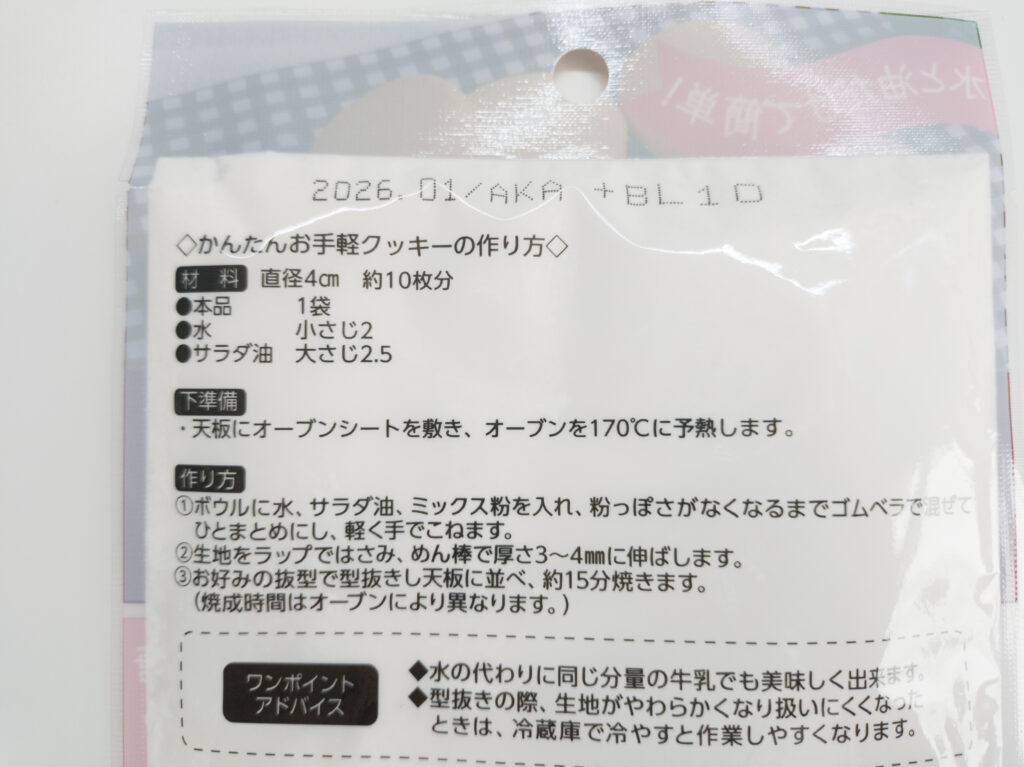 水と油
て簡単!
2026.01/AKA +BL1D
◇かんたんお手軽クッキーの作り方◇
材 料 直径4㎝ 約10枚分
●本品 1袋
●水 小さじ2
●サラダ油 大さじ2.5
下準備
・天板にオーブンシートを敷き、オーブンを170℃に予熱します。
作り方
①ボウルに水、サラダ油、ミックス粉を入れ、粉っぽさがなくなるまでゴムベラで混ぜて
ひとまとめにし、軽く手でこねます。
②生地をラップではさみ、めん棒で厚さ3〜4㎜に伸ばします。
③お好みの抜型で型抜きし天板に並べ、約15分焼きます。
(焼成時間はオーブンにより異なります。)
ワンポイント
アドバイス
◆水の代わりに同じ分量の牛乳でも美味しく出来ます。
◆型抜きの際、生地がやわらかくなり扱いにくくなった
ときは、冷蔵庫で冷やすと作業しやすくなります。